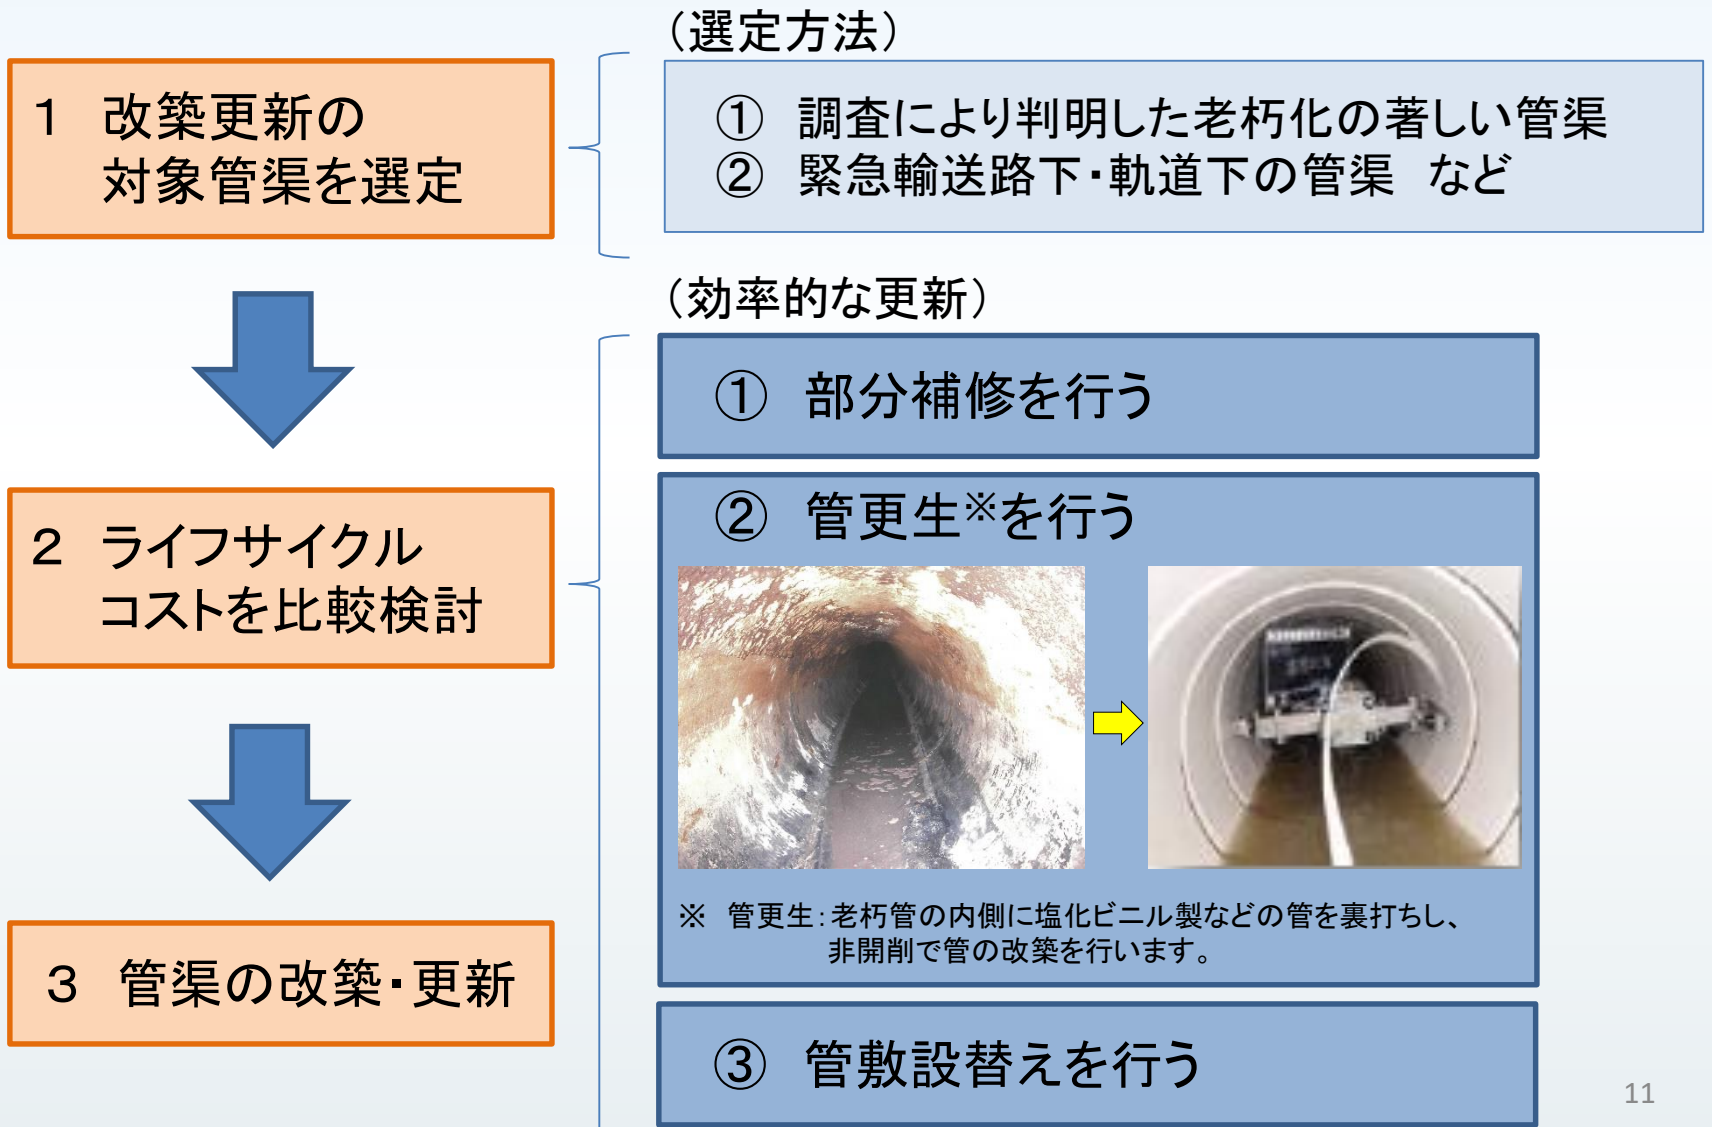 （選定方法）
１　改築更新の
対象管渠を選定
①　調査により判明した老朽化の著しい管渠
②　緊急輸送路下・軌道下の管渠　など
（効率的な更新）
①　部分補修を行う
２　ライフサイクル
コストを比較検討
②　管更生※を行う
※　管更生：老朽管の内側に塩化ビニル製などの管を裏打ちし、
非開削で管の改築を行います。
３　管渠の改築・更新
③　管敷設替えを行う
11